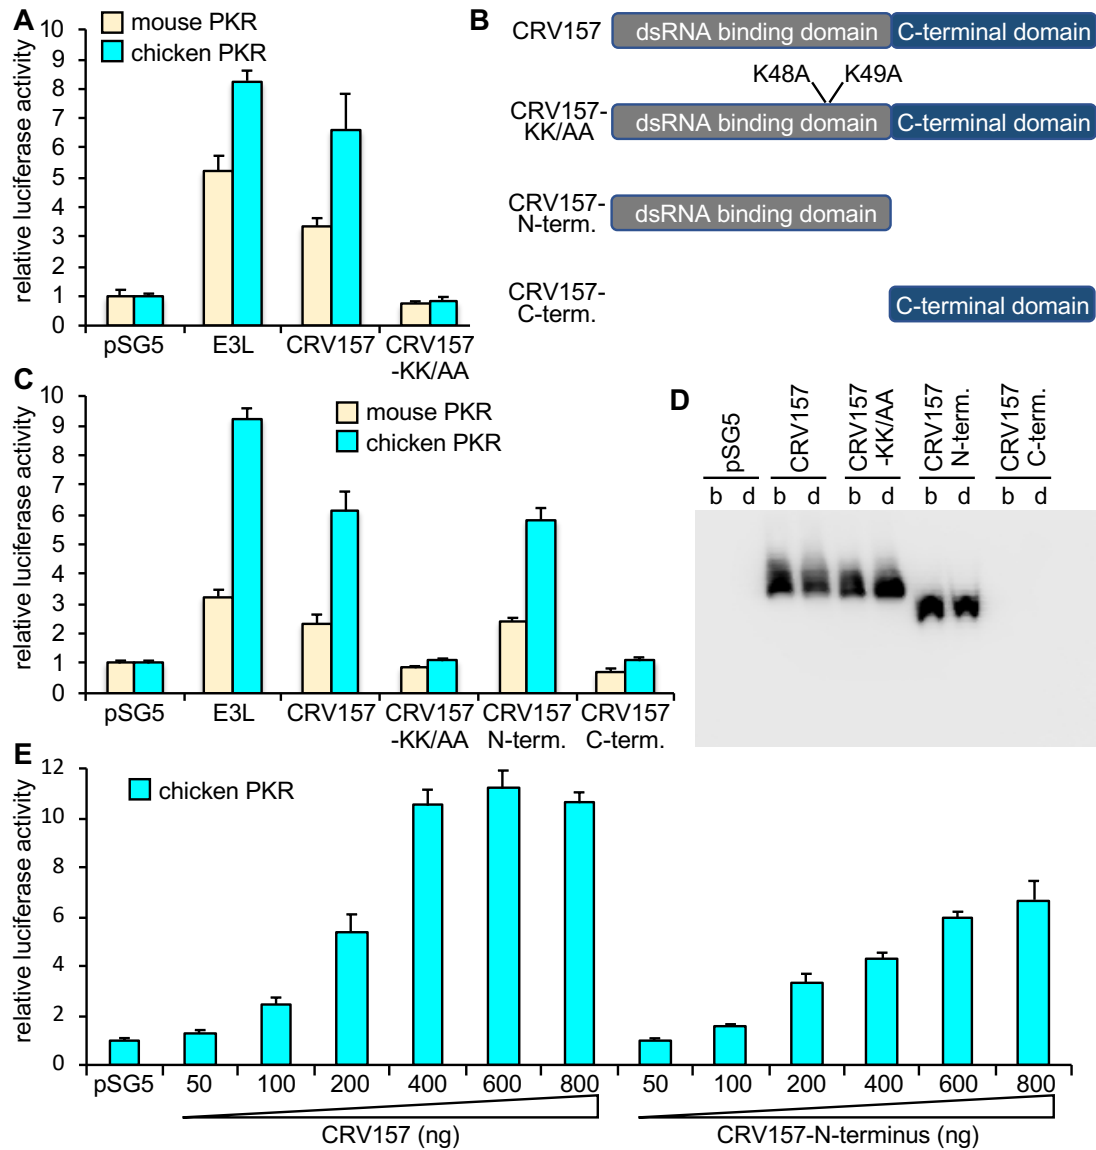 A
relative luciferase activity
10
9
8
7
6
5
4
3
2
1
0
mouse PKR
chicken PKR
pSG5
E3L
CRV157
CRV157
-KK/AA
B
CRV157
dsRNA binding domain
C-terminal domain
K48A
K49A
CRV157-
KK/AA
dsRNA binding domain
C-terminal domain
CRV157-
N-term.
dsRNA binding domain
CRV157-
C-term.
C-terminal domain
C
relative luciferase activity
10
9
8
7
6
5
4
3
2
1
0
mouse PKR
chicken PKR
pSG5
E3L
CRV157
CRV157
-KK/AA
CRV157
N-term.
CRV157
C-term.
D
pSG5
CRV157
CRV157
-KK/AA
CRV157
N-term.
CRV157
C-term.
b d b d b d b d b d
E
relative luciferase activity
12
10
8
6
4
2
0
chicken PKR
pSG5 50 100 200 400 600 800 50 100 200 400 600 800
CRV157 (ng)
CRV157-N-terminus (ng)